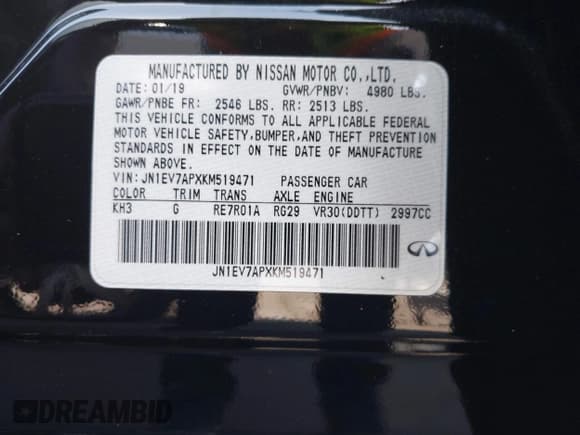 MANUFACTURED BY NISSAN MOTOR CO.,LTD.
DATE: 01/19 GVWR/PNBV: 4980 LBS.
GAWR/PNBE FR: 2546 LBS. RR: 2513 LBS.
THIS VEHICLE CONFORMS TO ALL APPLICABLE FEDERAL
MOTOR VEHICLE SAFETY,BUMPER,AND THEFT PREVENTION
STANDARDS IN EFFECT ON THE DATE OF MANUFACTURE
SHOWN ABOVE.
VIN:JN1EV7APXKM519471 PASSENGER CAR
COLOR TRIM TRANS AXLE ENGINE
KH3 G RE7R01A RG29 VR30(DDTT) 2997CC
JN1EV7APXKM519471
DREAMBID